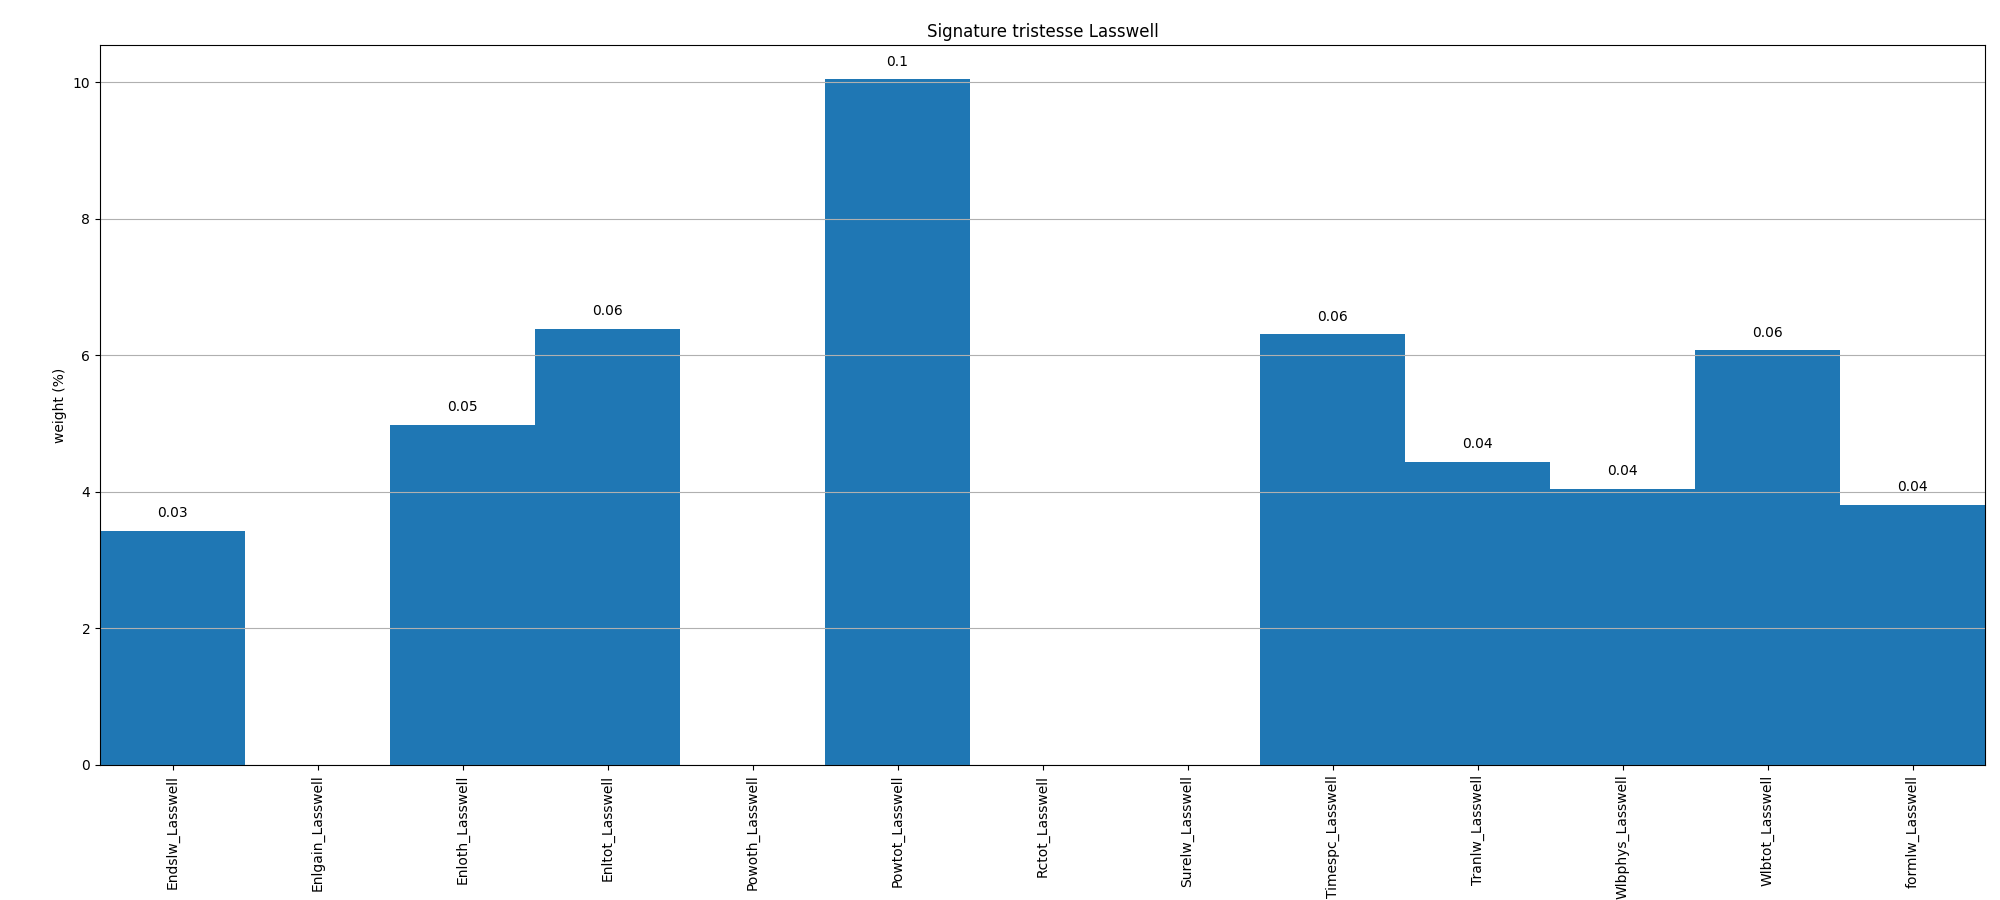 Signature tristesse Lasswell
weight (%)
10
8
6
4
2
0
0.03
0.05
0.06
0.1
0.06
0.04
0.04
0.06
0.04
Endslw_Lasswell
Enlgain_Lasswell
Enloth_Lasswell
Enltot_Lasswell
Powoth_Lasswell
Powtot_Lasswell
Rctot_Lasswell
Surelw_Lasswell
Timespc_Lasswell
Tranlw_Lasswell
Wlbphys_Lasswell
Wlbtot_Lasswell
formlw_Lasswell